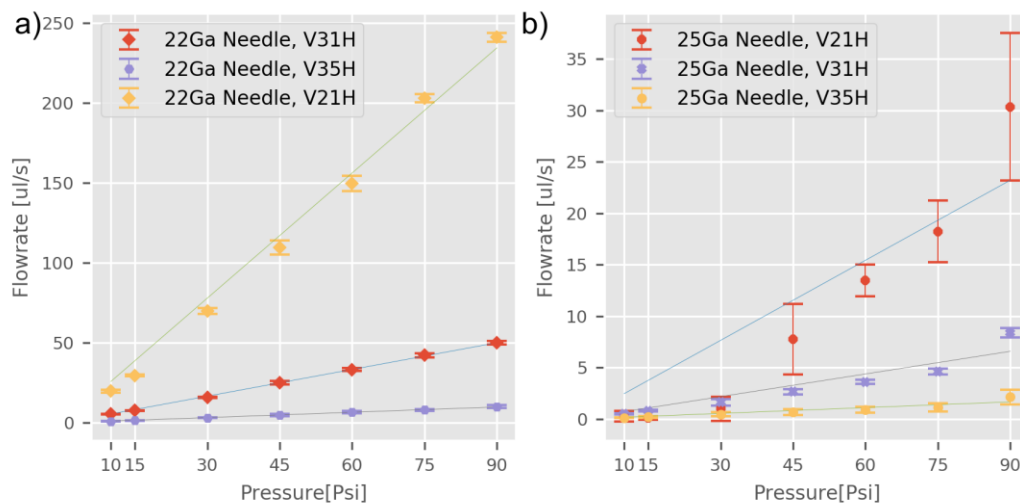 a)
22Ga Needle, V31H
22Ga Needle, V35H
22Ga Needle, V21H
250
200
150
100
50
0
Flowrate [ul/s]
10 15 30 45 60 75 90
Pressure[Psi]
b)
25Ga Needle, V21H
25Ga Needle, V31H
25Ga Needle, V35H
35
30
25
20
15
10
5
0
Flowrate [ul/s]
10 15 30 45 60 75 90
Pressure[Psi]